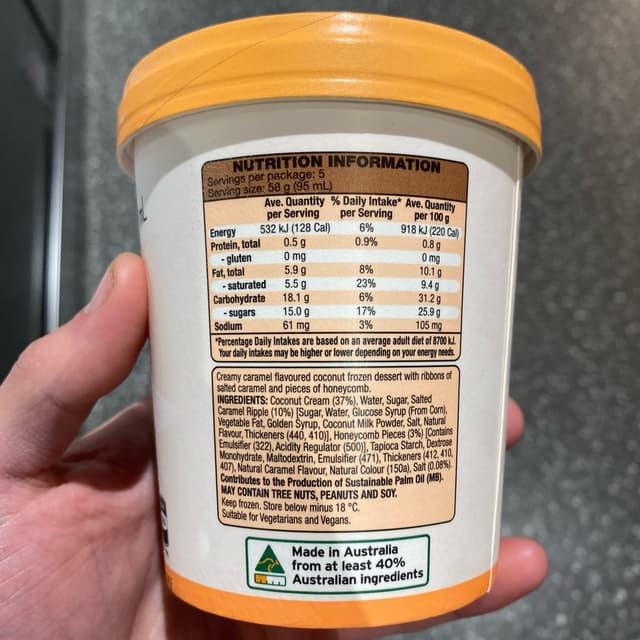 NUTRITION INFORMATION
Servings per package: 5
Serving size: 58 g (95 mL)
Ave. Quantity per Serving % Daily Intake* per Serving Ave. Quantity per 100 g
Energy 532 kJ (128 Cal) 6% 918 kJ (220 Cal)
Protein, total 0.5 g 0.9% 0.8 g
- gluten 0 mg 0 mg
Fat, total 5.9 g 8% 10.1 g
- saturated 5.5 g 23% 9.4 g
Carbohydrate 18.1 g 6% 31.2 g
- sugars 15.0 g 17% 25.9 g
Sodium 61 mg 3% 105 mg
*Percentage Daily Intakes are based on an average adult diet of 8700 kJ.
Your daily intakes may be higher or lower depending on your energy needs.
Creamy caramel flavoured coconut frozen dessert with ribbons of
salted caramel and pieces of honeycomb.
INGREDIENTS: Coconut Cream (37%), Water, Sugar, Salted
Caramel Ripple (10%) [Sugar, Water, Glucose Syrup (From Corn),
Vegetable Fat, Golden Syrup, Coconut Milk Powder, Salt, Natural
Flavour, Thickeners (440, 410)], Honeycomb Pieces (3%) [Contains
Emulsifier (322), Acidity Regulator (500)], Tapioca Starch, Dextrose
Monohydrate, Maltodextrin, Emulsifier (471), Thickeners (412, 410,
407), Natural Caramel Flavour, Natural Colour (150a), Salt (0.08%).
Contributes to the Production of Sustainable Palm Oil (MB).
MAY CONTAIN TREE NUTS, PEANUTS AND SOY.
Keep frozen. Store below minus 18 °C.
Suitable for Vegetarians and Vegans.
Made in Australia
from at least 40%
Australian ingredients